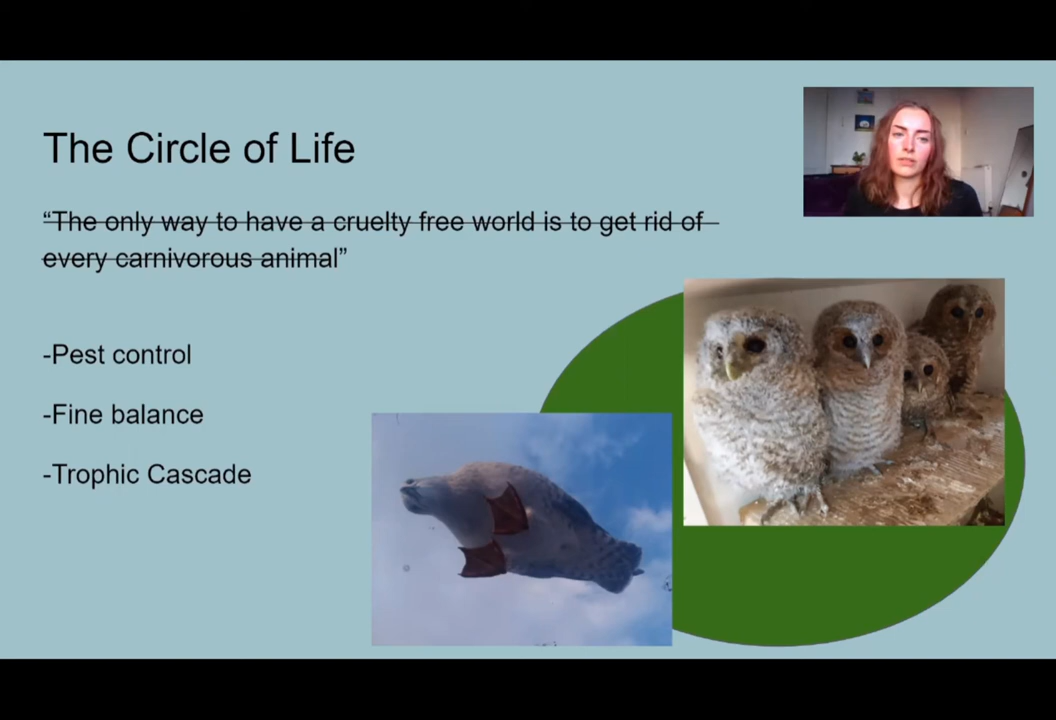 The Circle of Life
“The only way to have a cruelty free world is to get rid of
every carnivorous animal”
-Pest control
-Fine balance
-Trophic Cascade